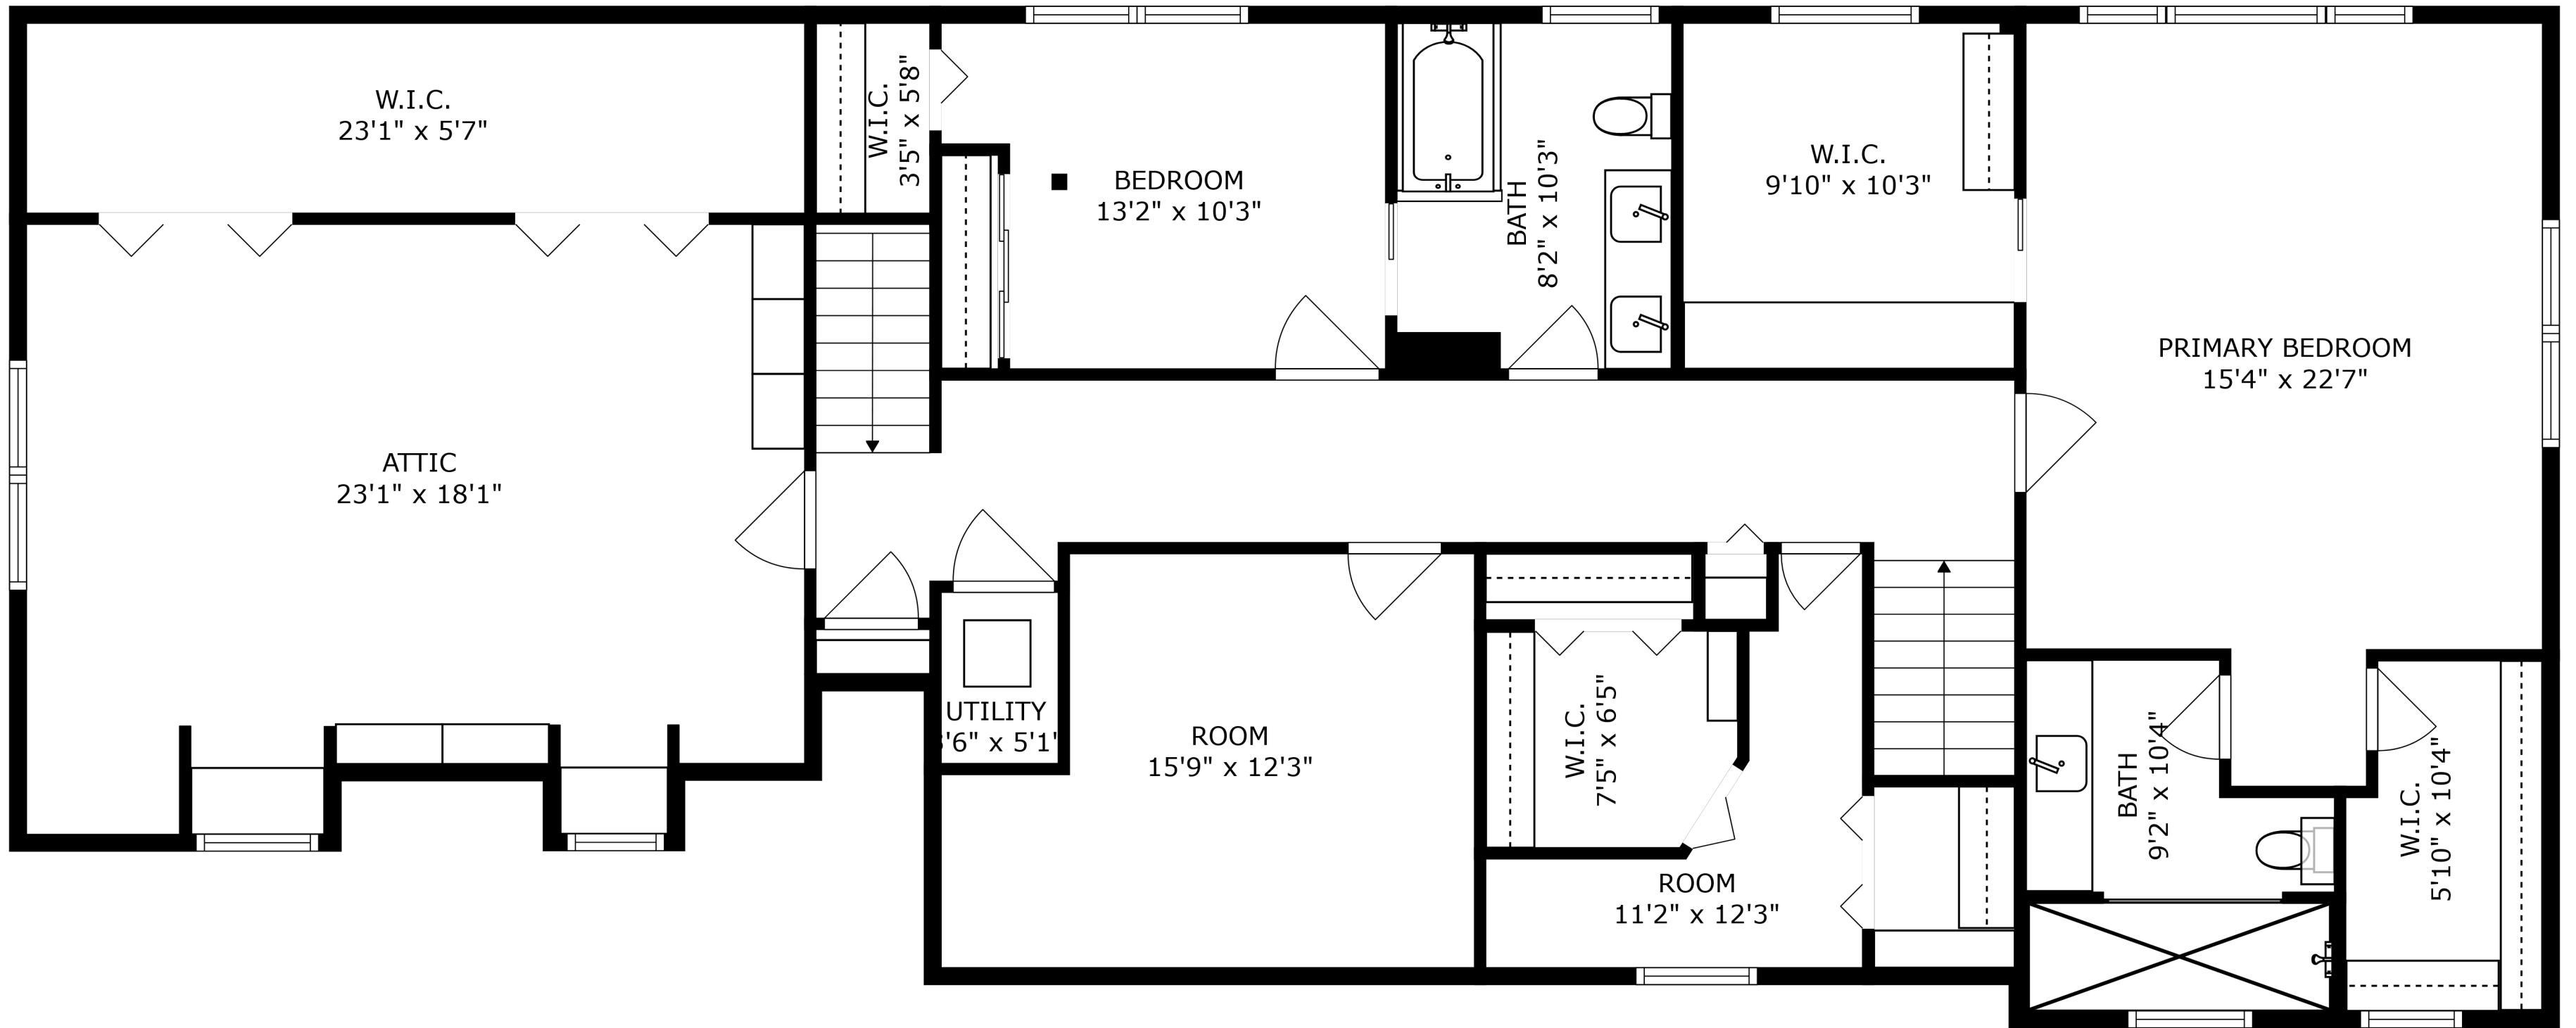 W.I.C.
23'1" x 5'7"
W.I.C.
3'5" x 5'8"
BEDROOM
13'2" x 10'3"
BATH
8'2" x 10'3"
W.I.C.
9'10" x 10'3"
PRIMARY BEDROOM
15'4" x 22'7"
ATTIC
23'1" x 18'1"
UTILITY
'6" x 5'1"
ROOM
15'9" x 12'3"
W.I.C.
7'5" x 6'5"
ROOM
11'2" x 12'3"
BATH
9'2" x 10'4"
W.I.C.
5'10" x 10'4"